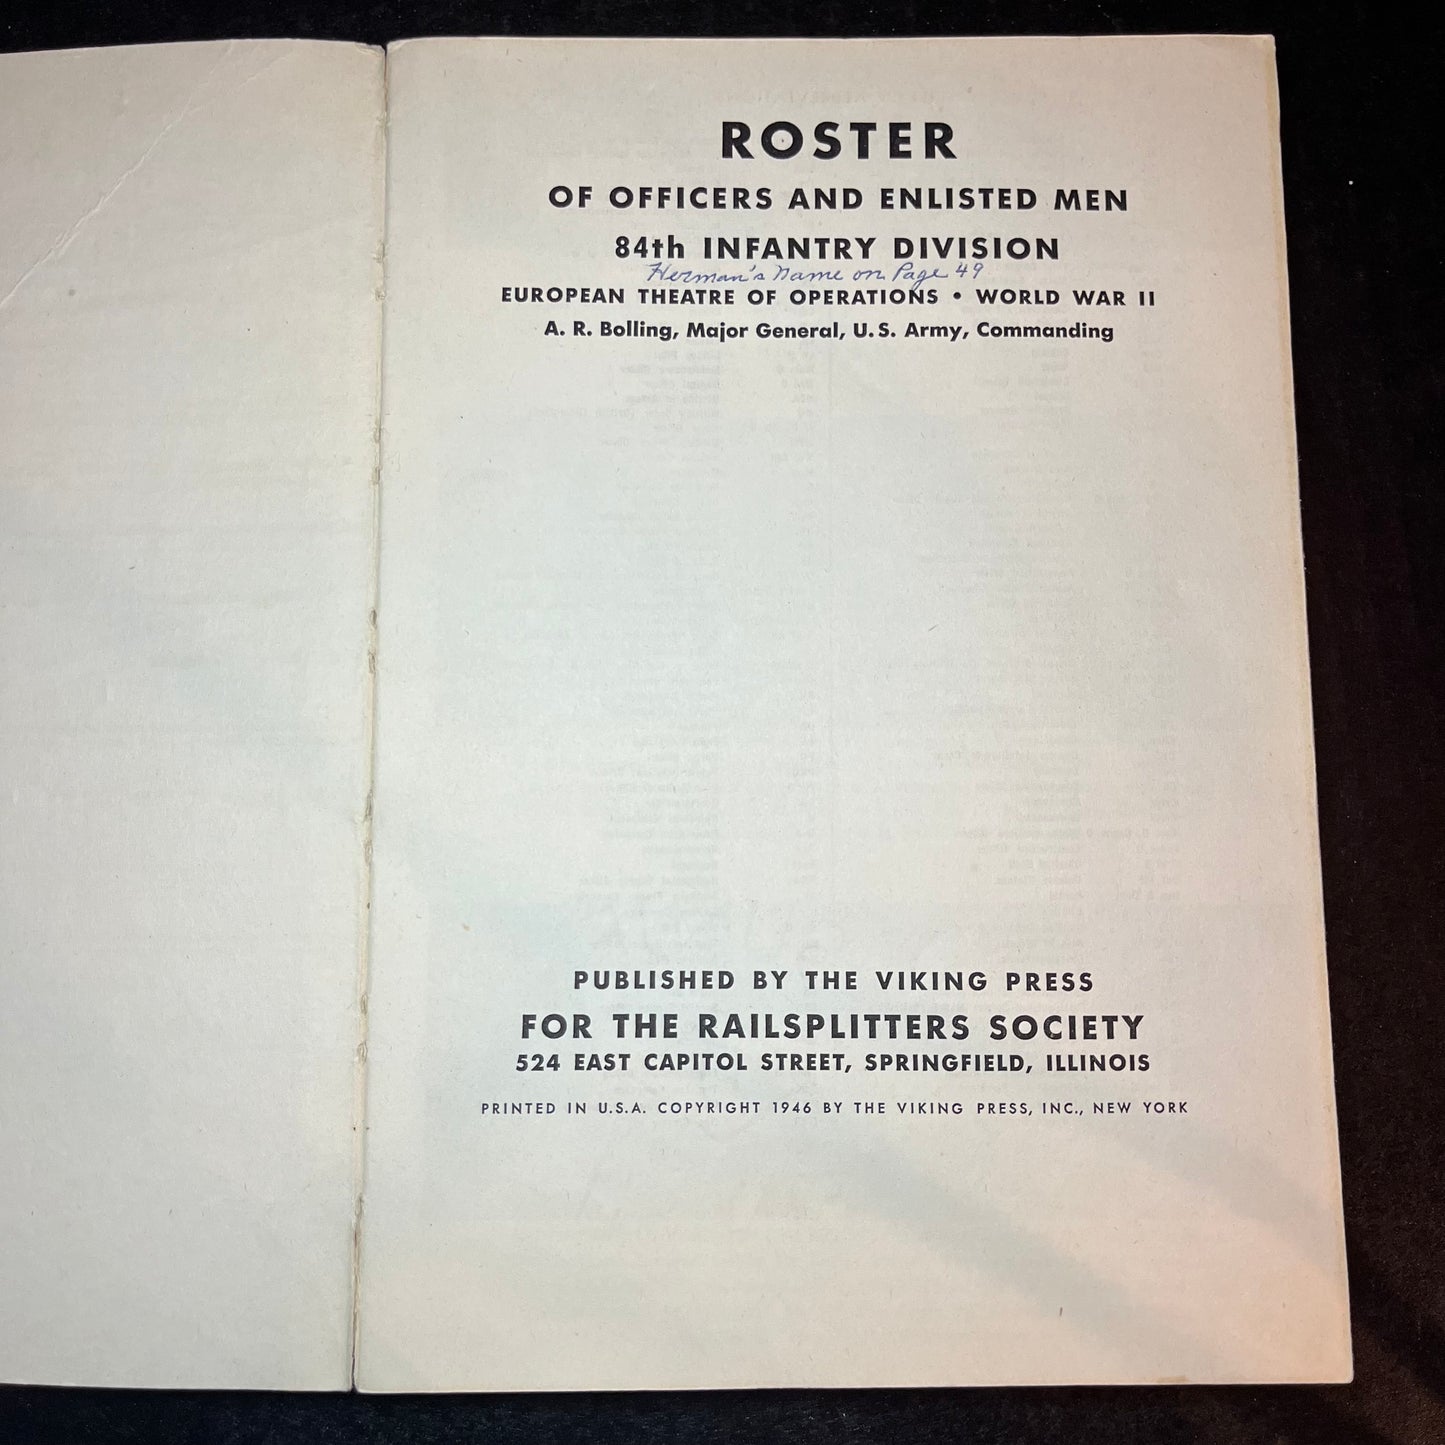 ROSTER
OF OFFICERS AND ENLISTED MEN
84th INFANTRY DIVISION
Herman's Name on Page 49
EUROPEAN THEATRE OF OPERATIONS • WORLD WAR II
A. R. Bolling, Major General, U.S. Army, Commanding
PUBLISHED BY THE VIKING PRESS
FOR THE RAILSPLITTERS SOCIETY
524 EAST CAPITOL STREET, SPRINGFIELD, ILLINOIS
PRINTED IN U.S.A. COPYRIGHT 1946 BY THE VIKING PRESS, INC., NEW YORK